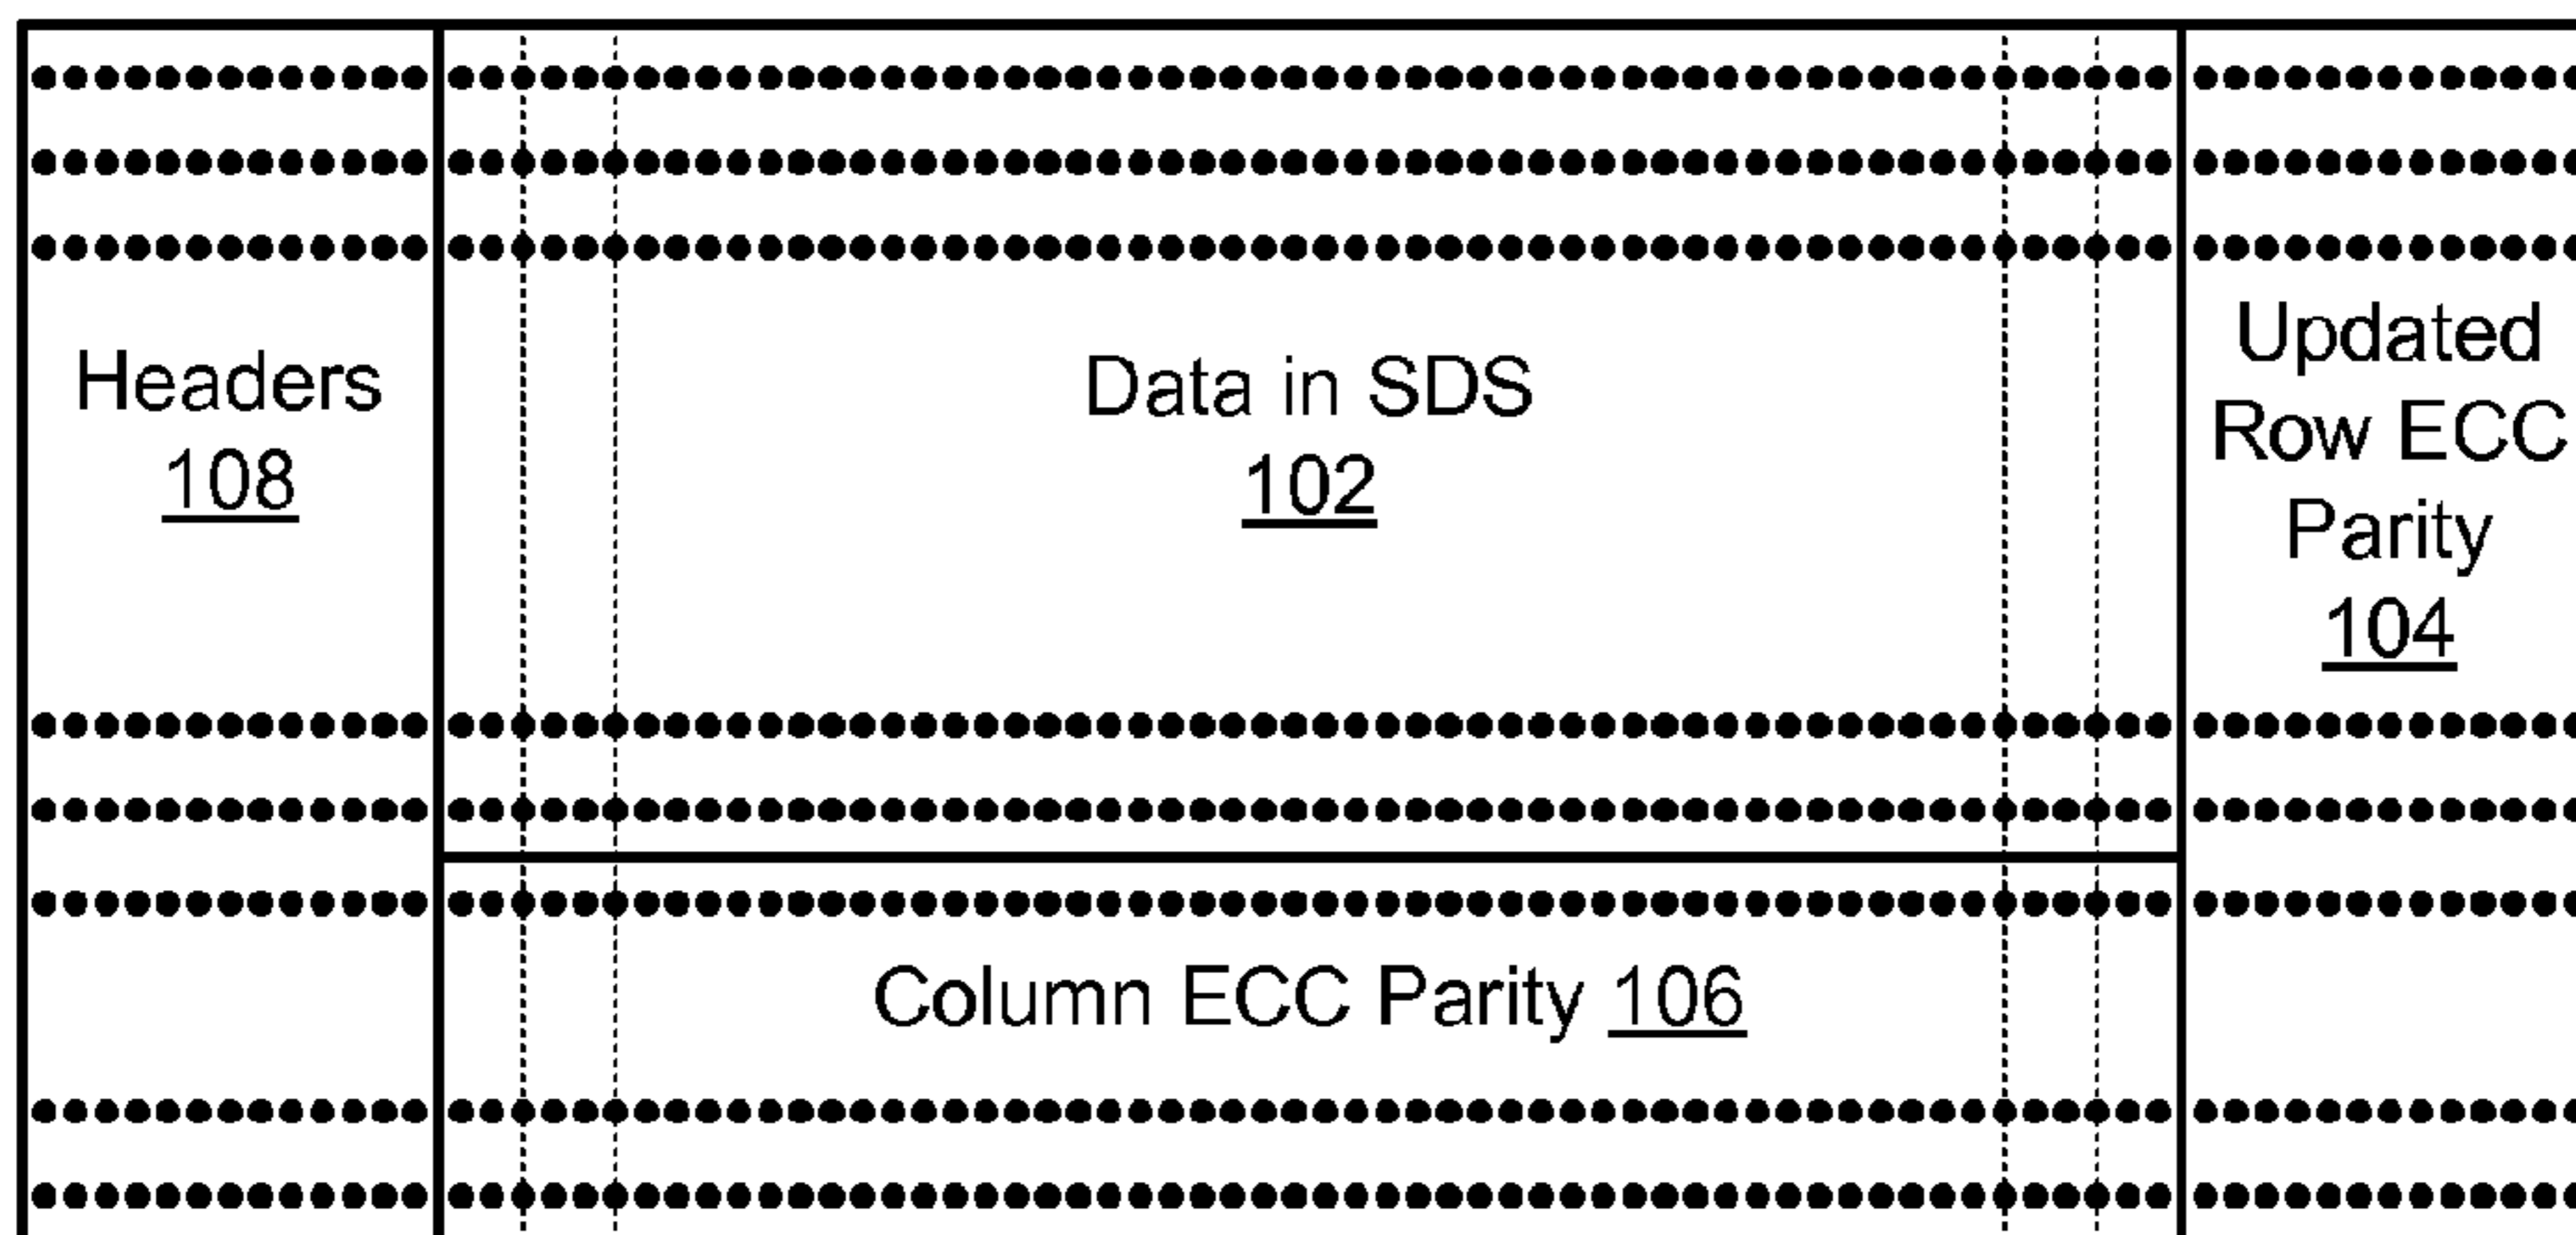 Headers
108
Data in SDS
102
Updated
Row ECC
Parity
104
Column ECC Parity 106